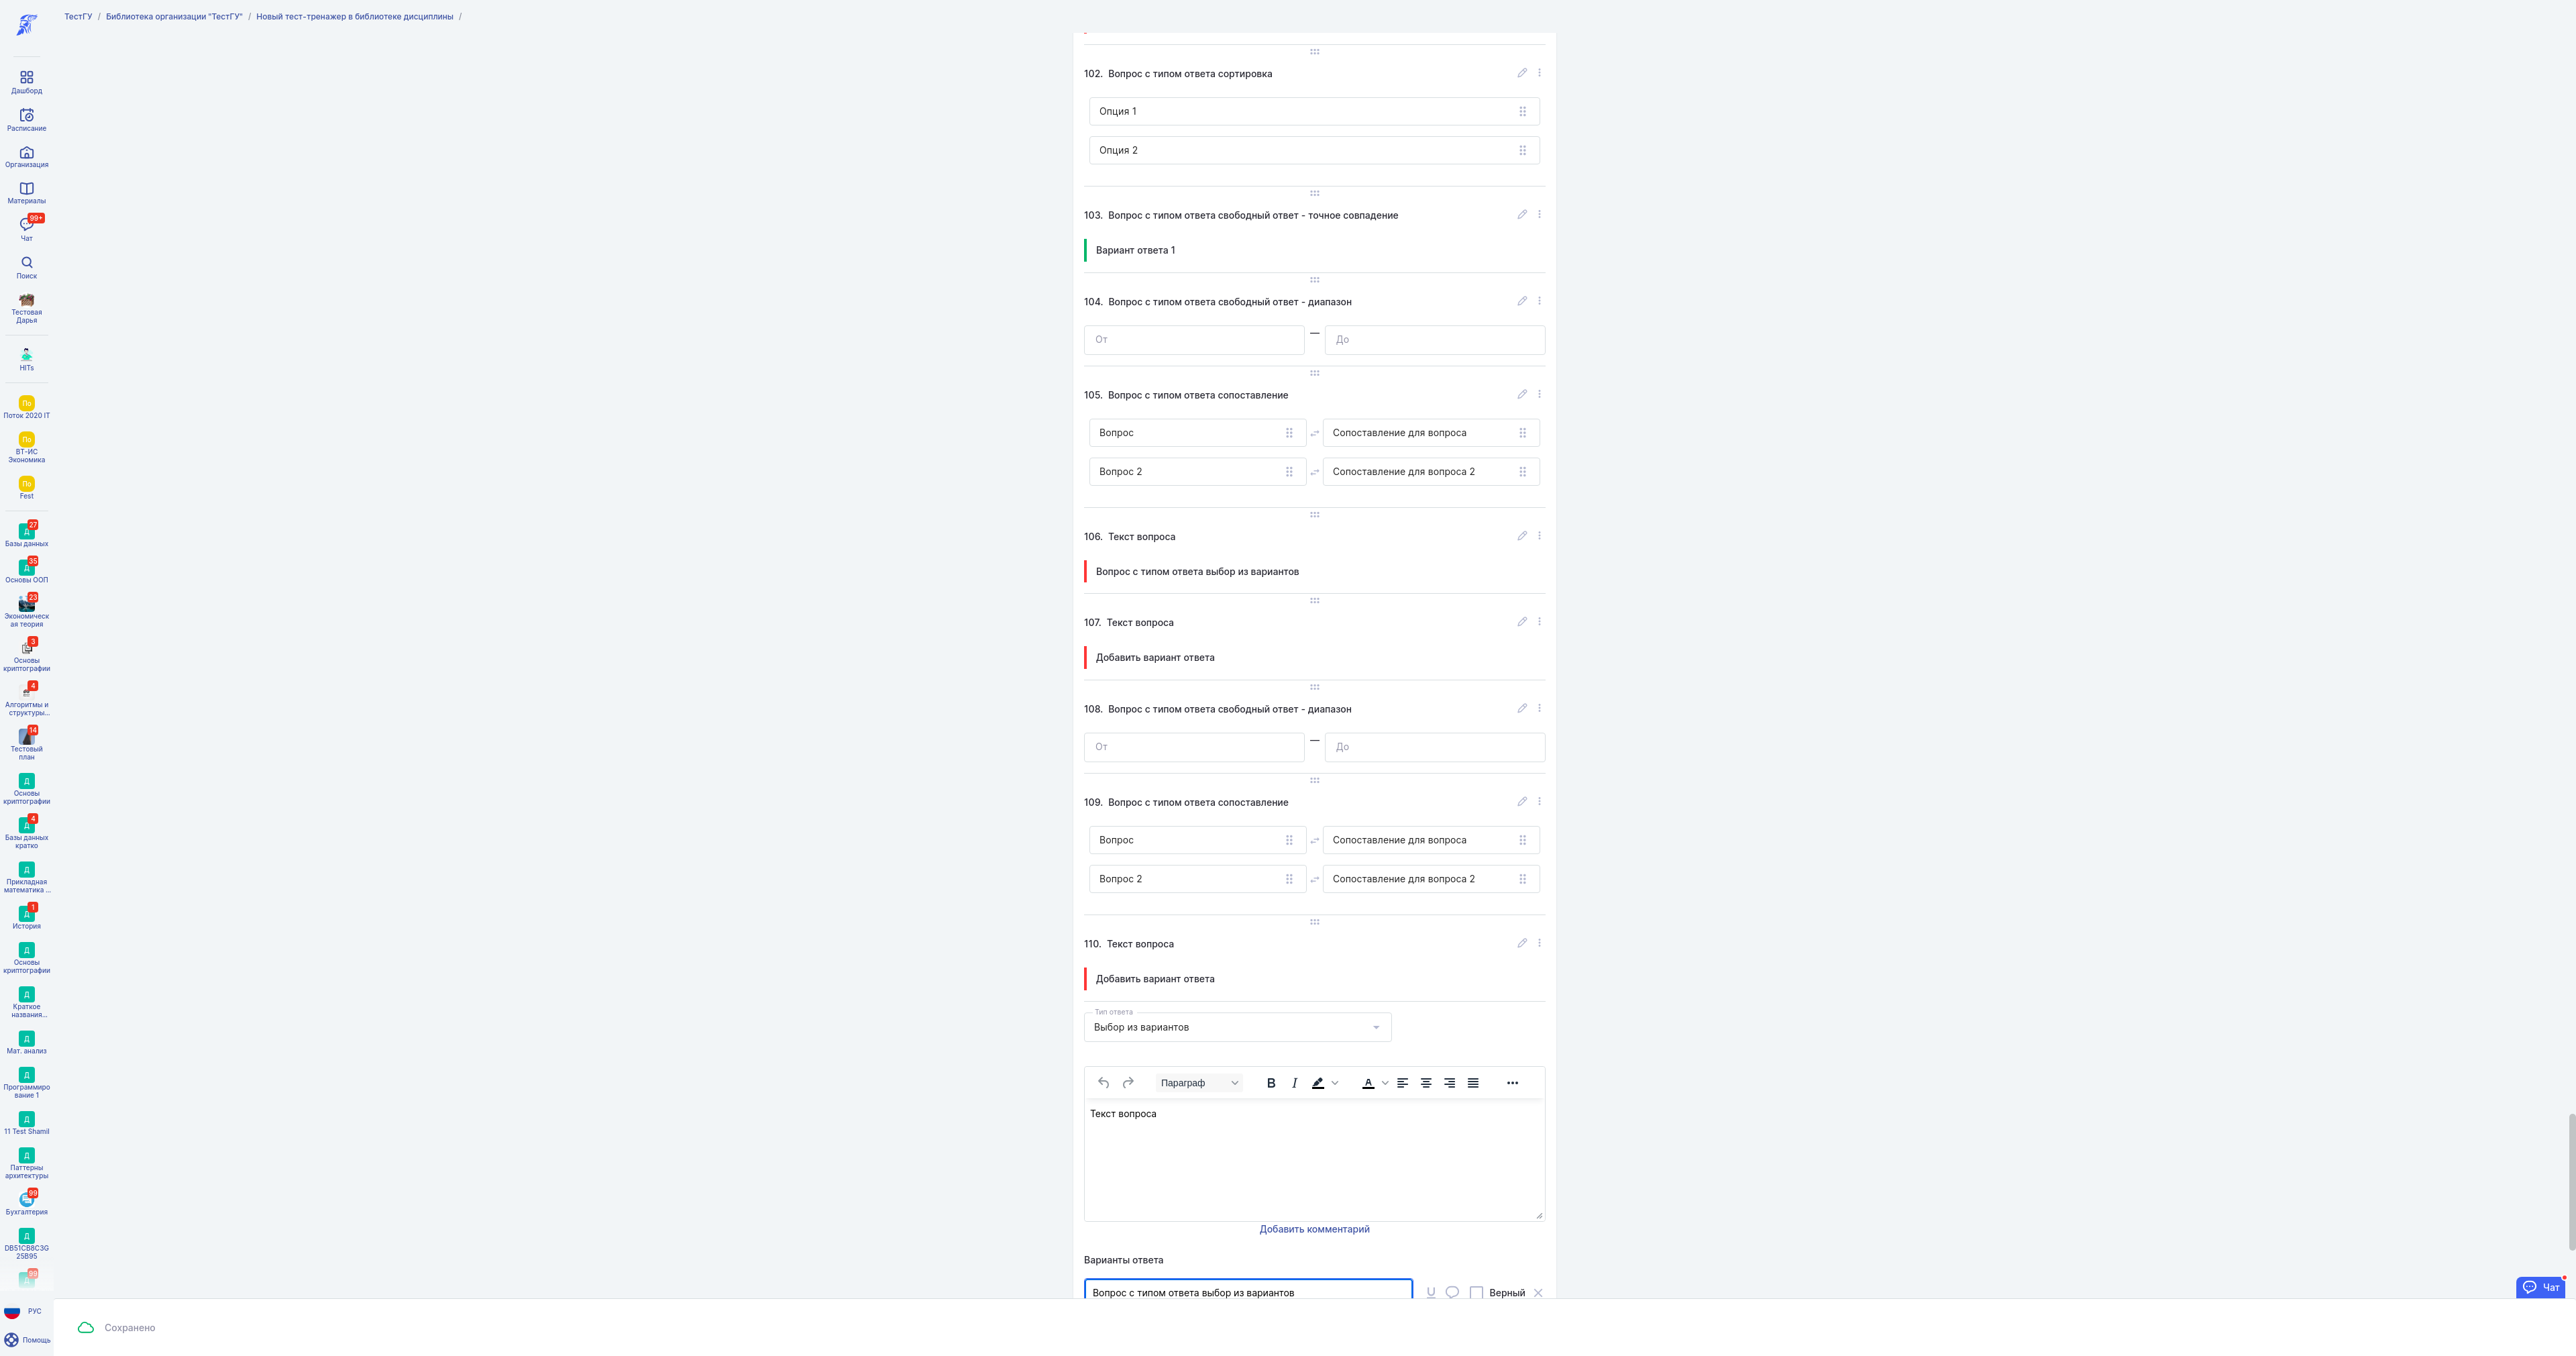 ТестГУ / Библиотека организации "ТестГУ" / Новый тест-тренажер в библиотеке дисциплины /
Дашборд
Расписание
Организация
Материалы
99+
Чат
Поиск
Тестовая
Дарья
HITs
По
Поток 2020 IT
По
ВТ-ИС
Экономика
По
Fest
27
Д
Базы данных
35
Д
Основы ООП
23
Экономическ
ая теория
3
Основы
криптографии
4
Алгоритмы и
структуры...
14
Тестовый
план
Д
Основы
криптографии
4
Д
Базы данных
кратко
Д
Прикладная
математика ...
1
Д
История
Д
Основы
криптографии
Д
Краткое
названия...
Д
Мат. анализ
Д
Программиро
вание 1
Д
11 Test Shamil
Д
Паттерны
архитектуры
99
Бухгалтерия
Д
DB51CB8C3G
25B95
99
Д
РУС
Помощь
102. Вопрос с типом ответа сортировка
Опция 1
Опция 2
103. Вопрос с типом ответа свободный ответ - точное совпадение
Вариант ответа 1
104. Вопрос с типом ответа свободный ответ - диапазон
От — До
105. Вопрос с типом ответа сопоставление
Вопрос Сопоставление для вопроса
Вопрос 2 Сопоставление для вопроса 2
106. Текст вопроса
Вопрос с типом ответа выбор из вариантов
107. Текст вопроса
Добавить вариант ответа
108. Вопрос с типом ответа свободный ответ - диапазон
От — До
109. Вопрос с типом ответа сопоставление
Вопрос Сопоставление для вопроса
Вопрос 2 Сопоставление для вопроса 2
110. Текст вопроса
Добавить вариант ответа
Тип ответа
Выбор из вариантов
Параграф B I A
Текст вопроса
Добавить комментарий
Варианты ответа
Вопрос с типом ответа выбор из вариантов Верный
Чат
Сохранено